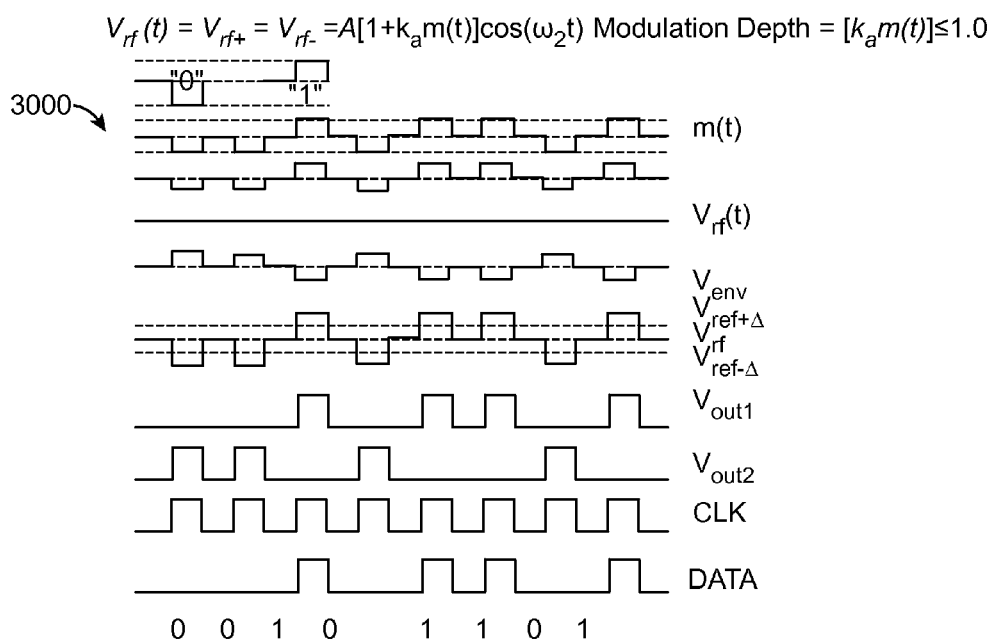 V_rf (t) = V_rf+ = V_rf- =A[1+k_a m(t)]cos(ω_2t) Modulation Depth = [k_a m(t)]≤1.0
"0"
"1"
3000
m(t)
V_rf(t)
V_env
V_ref+Δ
V_rf
V_ref-Δ
V_out1
V_out2
CLK
DATA
0 0 1 0 1 1 0 1